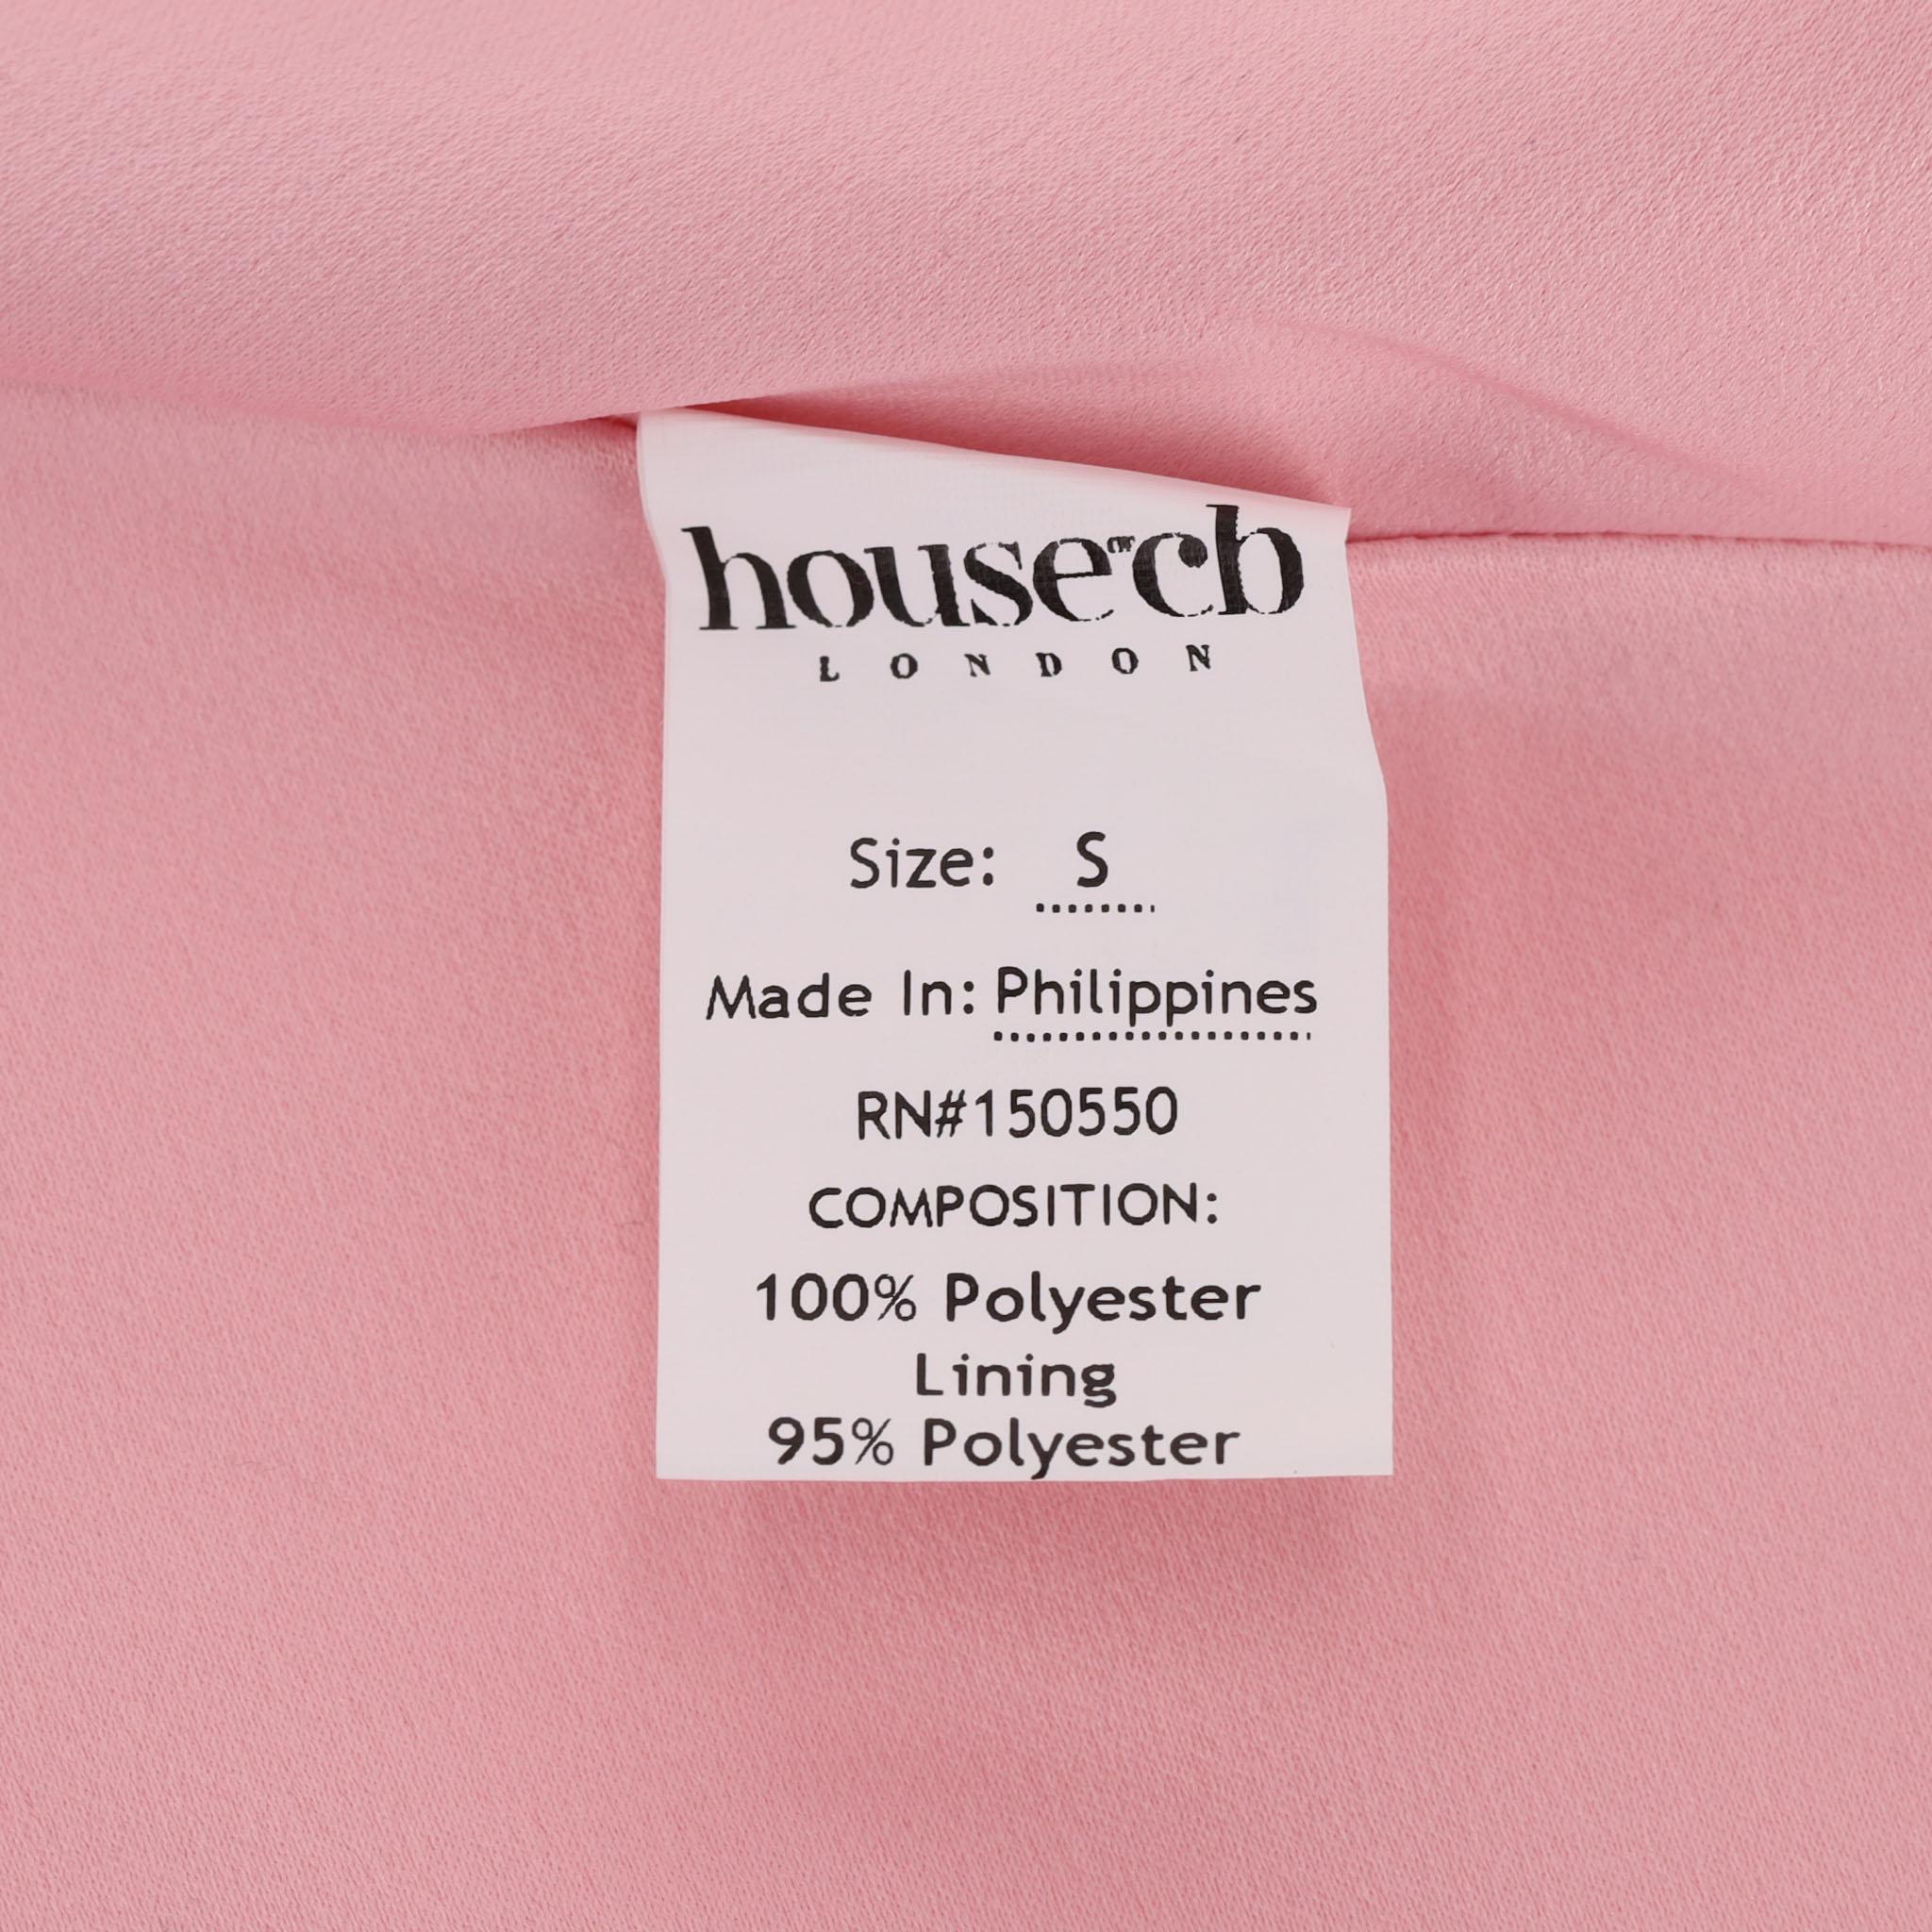 house of cb
LONDON
Size: S
Made In: Philippines
RN#150550
COMPOSITION:
100% Polyester
Lining
95% Polyester